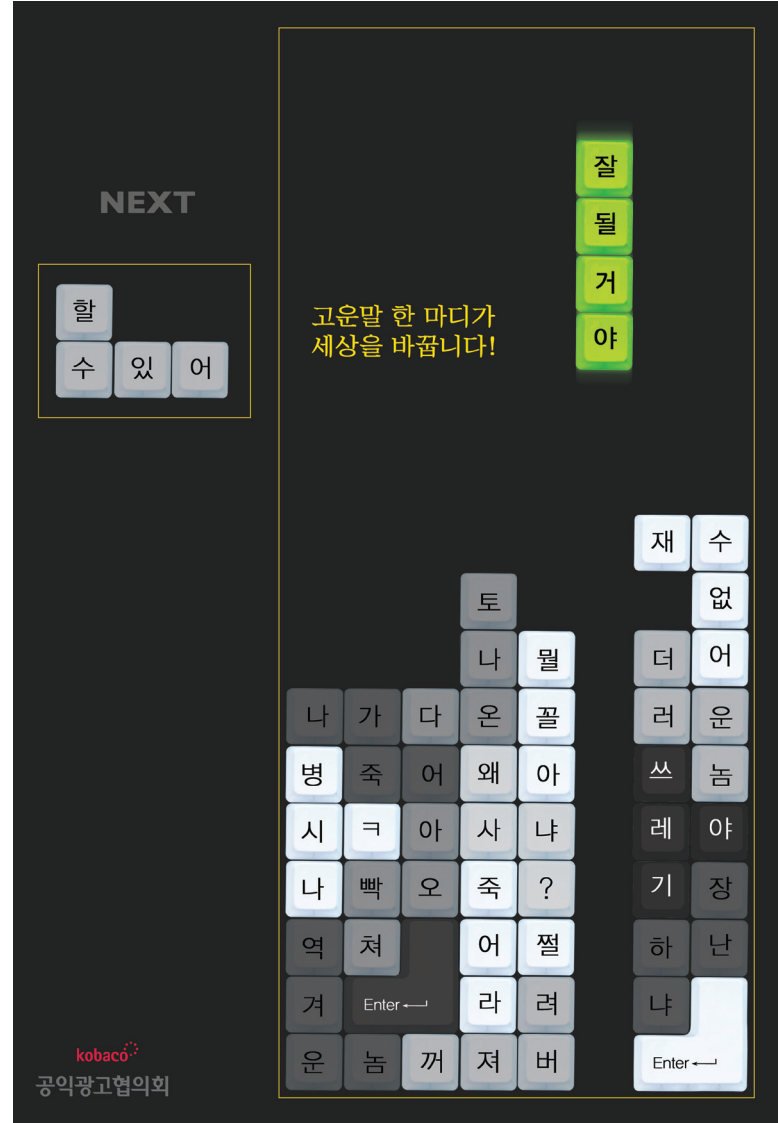 NEXT
할
수 있 어
잘
될
거
야
고운말 한 마디가
세상을 바꿉니다!
재 수
토 없
나 뭘 더 어
나 가 다 온 꼴 러 운
병 죽 어 왜 아 쓰 놈
시 ㅋ 아 사 냐 레 야
나 빡 오 죽 ? 기 장
역 쳐 어 쩔 하 난
겨 Enter 라 려 냐
운 놈 꺼 져 버 Enter
kobaco
공익광고협의회